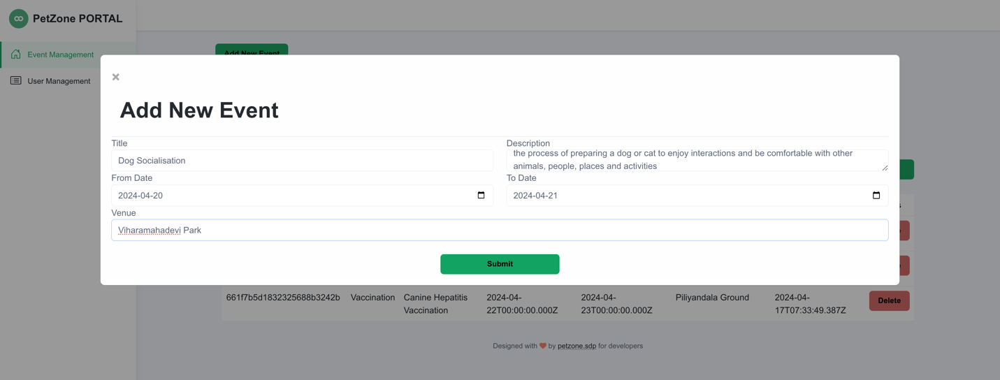 PetZone PORTAL
Event Management
User Management
Add New Event
×
Add New Event
Title
Description
Dog Socialisation
the process of preparing a dog or cat to enjoy interactions and be comfortable with other
animals, people, places and activities
From Date
To Date
2024-04-20
2024-04-21
Venue
Viharamahadevi Park
Submit
661f7b5d1832325688b3242b Vaccination Canine Hepatitis 2024-04- 2024-04- Piliyandala Ground 2024-04- Delete
Vaccination 22T00:00:00.000Z 23T00:00:00.000Z 17T07:33:49.387Z
Designed with ❤ by petzone.sdp for developers